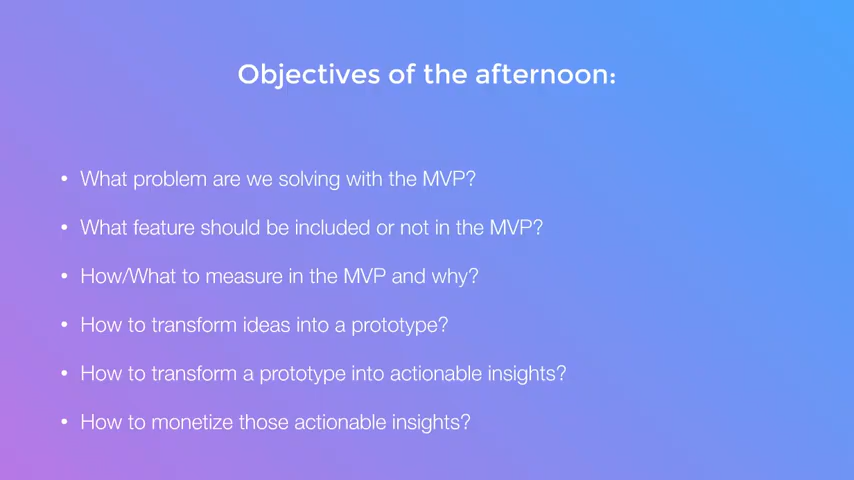 Objectives of the afternoon:
• What problem are we solving with the MVP?
• What feature should be included or not in the MVP?
• How/What to measure in the MVP and why?
• How to transform ideas into a prototype?
• How to transform a prototype into actionable insights?
• How to monetize those actionable insights?